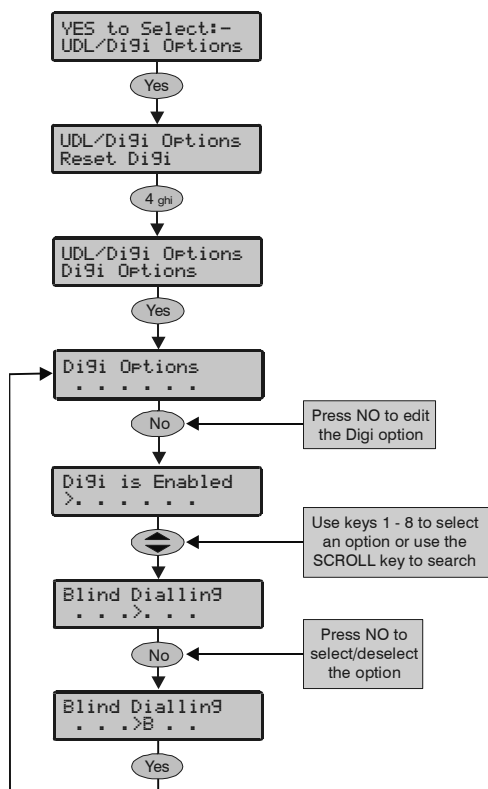 YES to Select:-
UDL/Digi Options
Yes
UDL/Digi Options
Reset Digi
4 ghi
UDL/Digi Options
Digi Options
Yes
Digi Options
. . . . . .
No
Press NO to edit
the Digi option
Digi is Enabled
>. . . . . .
Use keys 1 - 8 to select
an option or use the
SCROLL key to search
Blind Dialling
. . .>. . .
No
Press NO to
select/deselect
the option
Blind Dialling
. . .>B . .
Yes